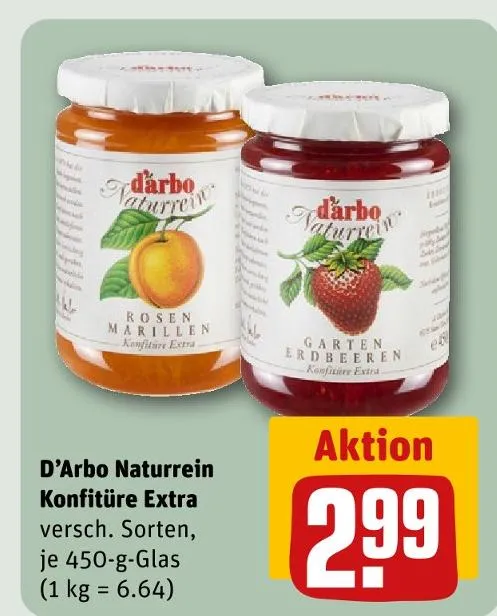 d'arbo
Naturrein
ROSEN
MARILLEN
Konfitüre Extra
d'arbo
Naturrein
GARTEN
ERDBEEREN
Konfitüre Extra
D'Arbo Naturrein
Konfitüre Extra
versch. Sorten,
je 450-g-Glas
(1 kg = 6.64)
Aktion
2.99